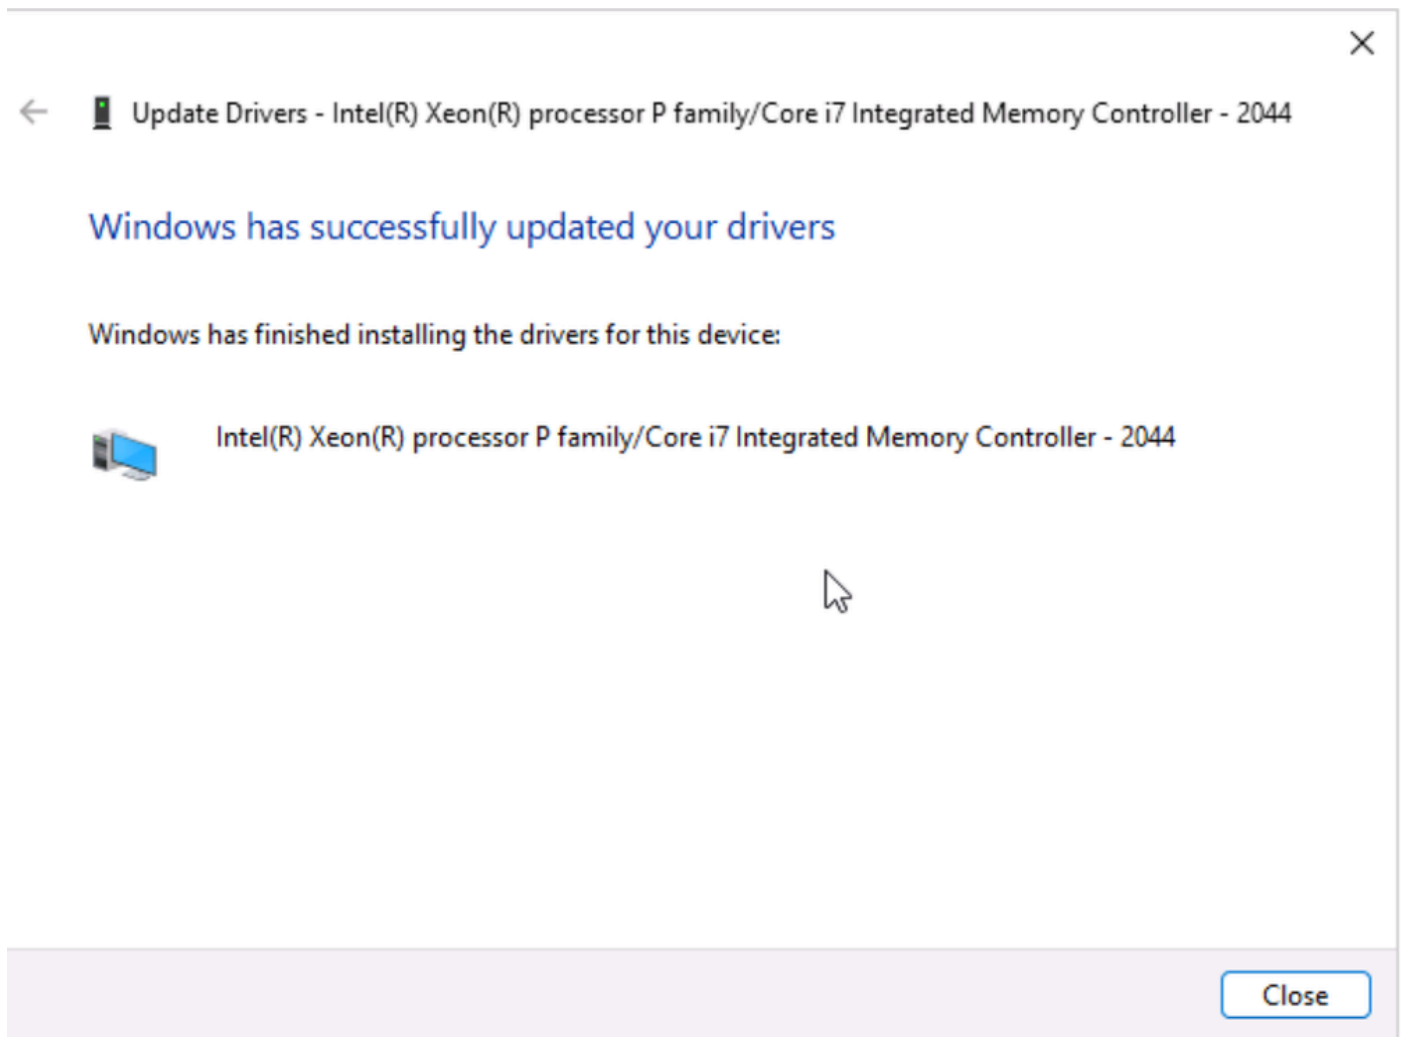 Update Drivers - Intel(R) Xeon(R) processor P family/Core i7 Integrated Memory Controller - 2044
Windows has successfully updated your drivers
Windows has finished installing the drivers for this device:
Intel(R) Xeon(R) processor P family/Core i7 Integrated Memory Controller - 2044
Close